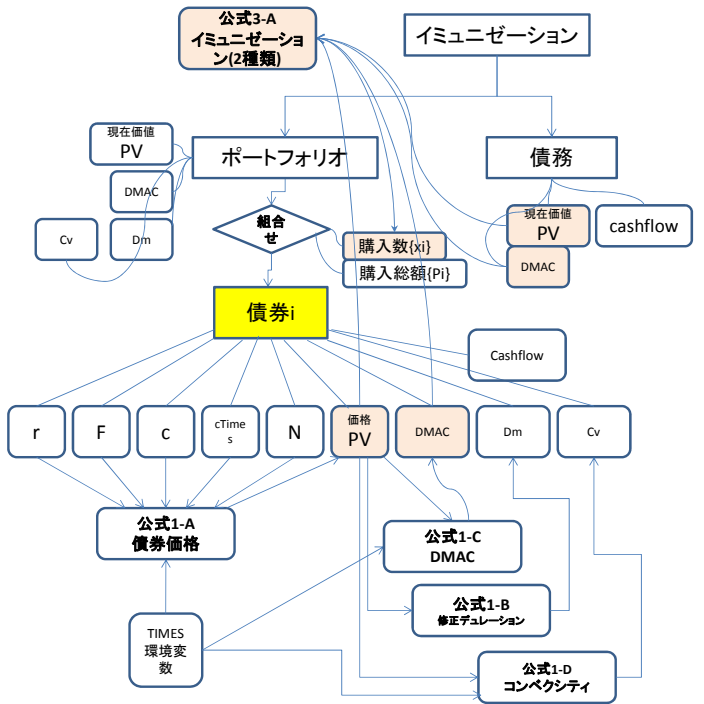 公式3-A
イミュニゼーショ
ン(2種類)
イミュニゼーション
現在価値
PV
ポートフォリオ
債務
DMAC
Cv
Dm
組合
せ
購入数{xi}
購入総額{Pi}
現在価値
PV
cashflow
DMAC
債券i
Cashflow
r
F
c
cTime
s
N
価格
PV
DMAC
Dm
Cv
公式1-A
債券価格
公式1-C
DMAC
公式1-B
修正デュレーション
TIMES
環境変
数
公式1-D
コンベクシティ